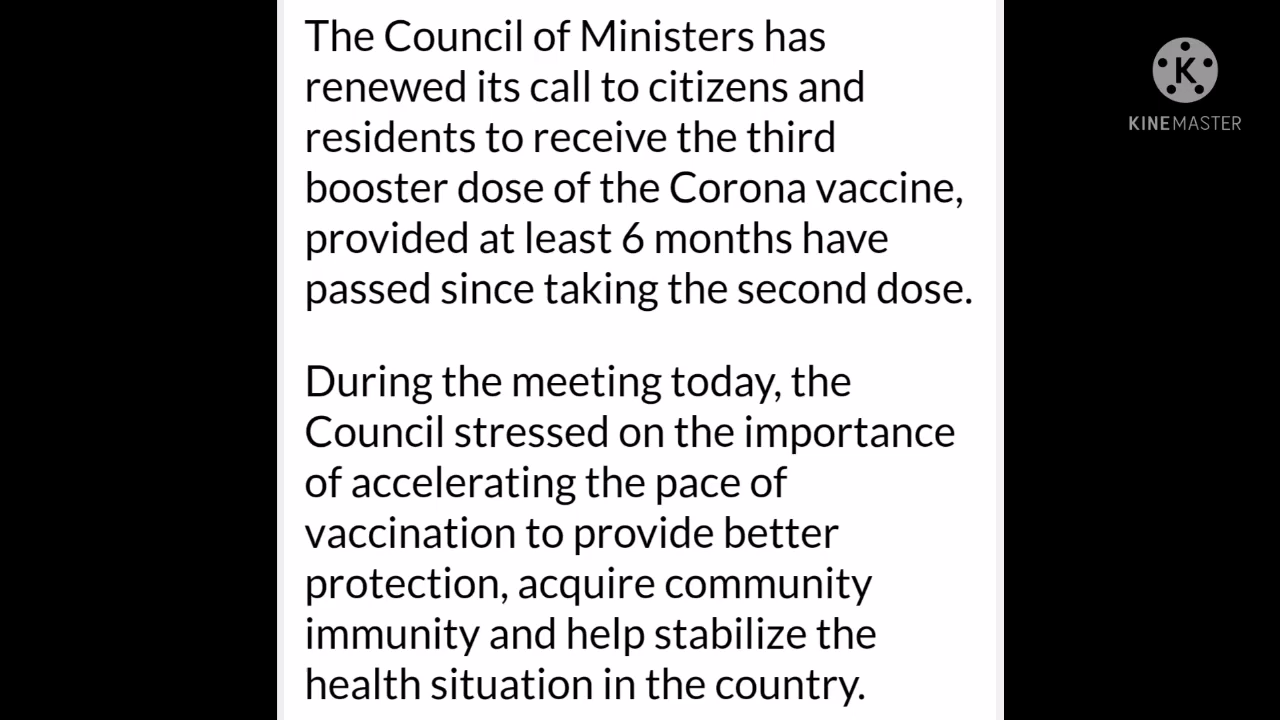 The Council of Ministers has
renewed its call to citizens and
residents to receive the third
booster dose of the Corona vaccine,
provided at least 6 months have
passed since taking the second dose.
During the meeting today, the
Council stressed on the importance
of accelerating the pace of
vaccination to provide better
protection, acquire community
immunity and help stabilize the
health situation in the country.
K
KINEMASTER